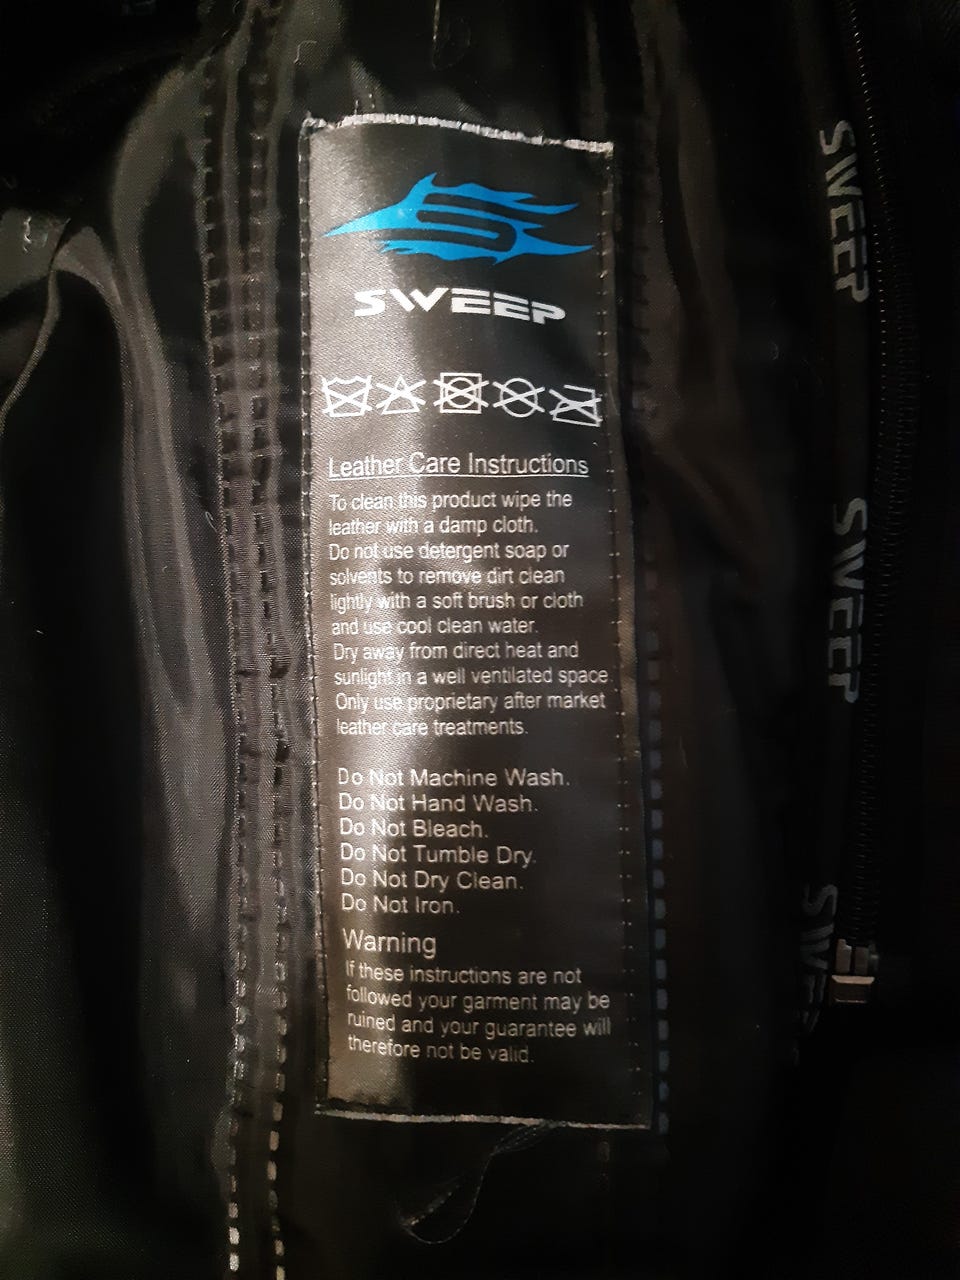 SWEEP
Leather Care Instructions
To clean this product wipe the
leather with a damp cloth.
Do not use detergent soap or
solvents to remove dirt clean
lightly with a soft brush or cloth
and use cool clean water.
Dry away from direct heat and
sunlight in a well ventilated space.
Only use proprietary after market
leather care treatments.
Do Not Machine Wash.
Do Not Hand Wash.
Do Not Bleach.
Do Not Tumble Dry.
Do Not Dry Clean.
Do Not Iron.
Warning
If these instructions are not
followed your garment may be
ruined and your guarantee will
therefore not be valid.
SWEEP
SWEEP
SWEEP